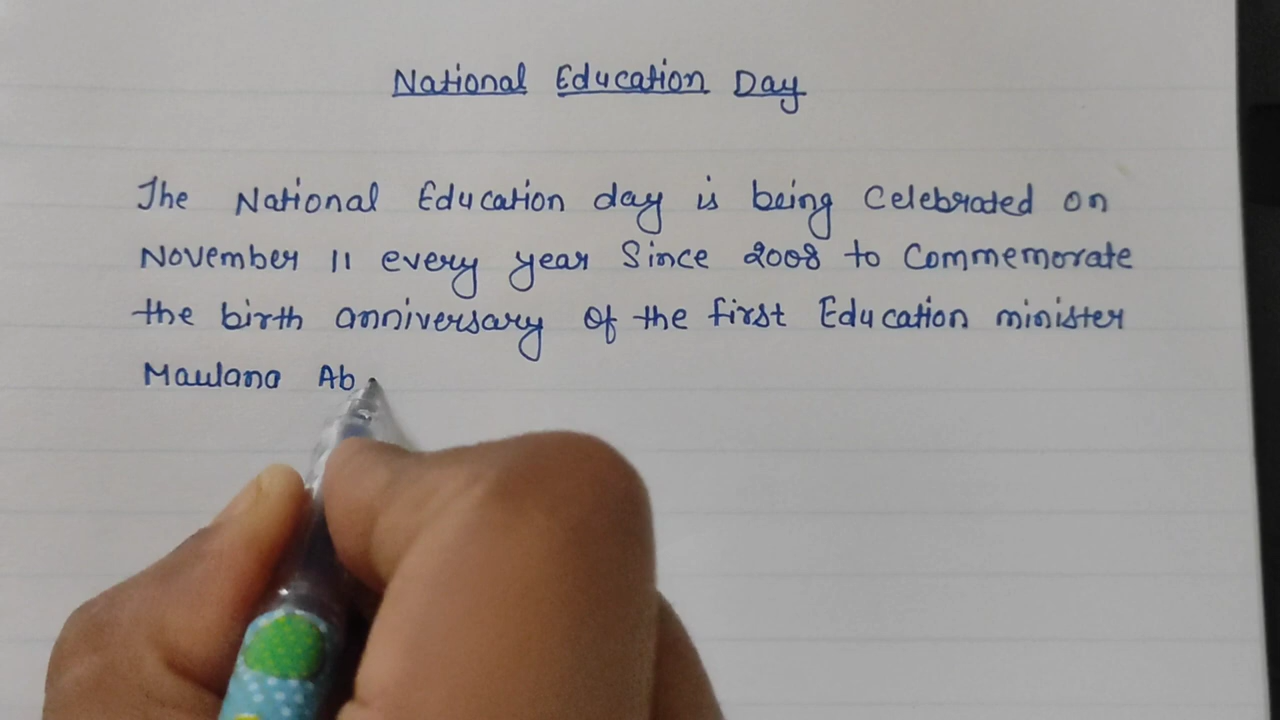 National Education Day
The National Education day is being Celebrated on
November 11 every year Since 2008 to Commemorate
the birth anniversary of the first Education minister
Maulana Ab